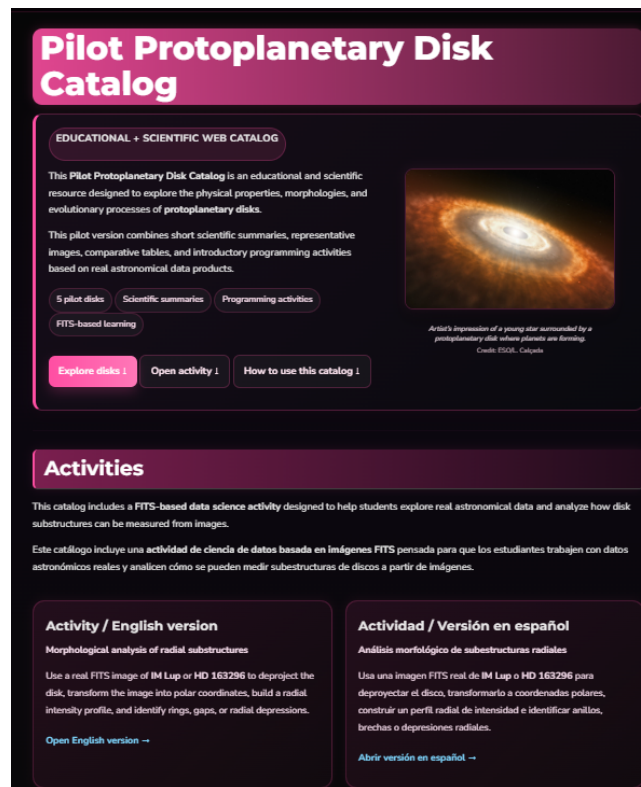 Pilot Protoplanetary Disk
Catalog
EDUCATIONAL + SCIENTIFIC WEB CATALOG
This Pilot Protoplanetary Disk Catalog is an educational and scientific
resource designed to explore the physical properties, morphologies, and
evolutionary processes of protoplanetary disks.
This pilot version combines short scientific summaries, representative
images, comparative tables, and introductory programming activities
based on real astronomical data products.
5 pilot disks
Scientific summaries
Programming activities
FITS-based learning
Explore disks ↓
Open activity ↓
How to use this catalog ↓
Artist's impression of a young star surrounded by a
protoplanetary disk where planets are forming.
Credit: ESO/L. Calçada
Activities
This catalog includes a FITS-based data science activity designed to help students explore real astronomical data and analyze how disk
substructures can be measured from images.
Este catálogo incluye una actividad de ciencia de datos basada en imágenes FITS pensada para que los estudiantes trabajen con datos
astronómicos reales y analicen cómo se pueden medir subestructuras de discos a partir de imágenes.
Activity / English version
Morphological analysis of radial substructures
Use a real FITS image of IM Lup or HD 163296 to deproject the
disk, transform the image into polar coordinates, build a radial
intensity profile, and identify rings, gaps, or radial depressions.
Open English version →
Actividad / Versión en español
Análisis morfológico de subestructuras radiales
Usa una imagen FITS real de IM Lup o HD 163296 para
deproyectar el disco, transformarlo a coordenadas polares,
construir un perfil radial de intensidad e identificar anillos,
brechas o depresiones radiales.
Abrir versión en español →